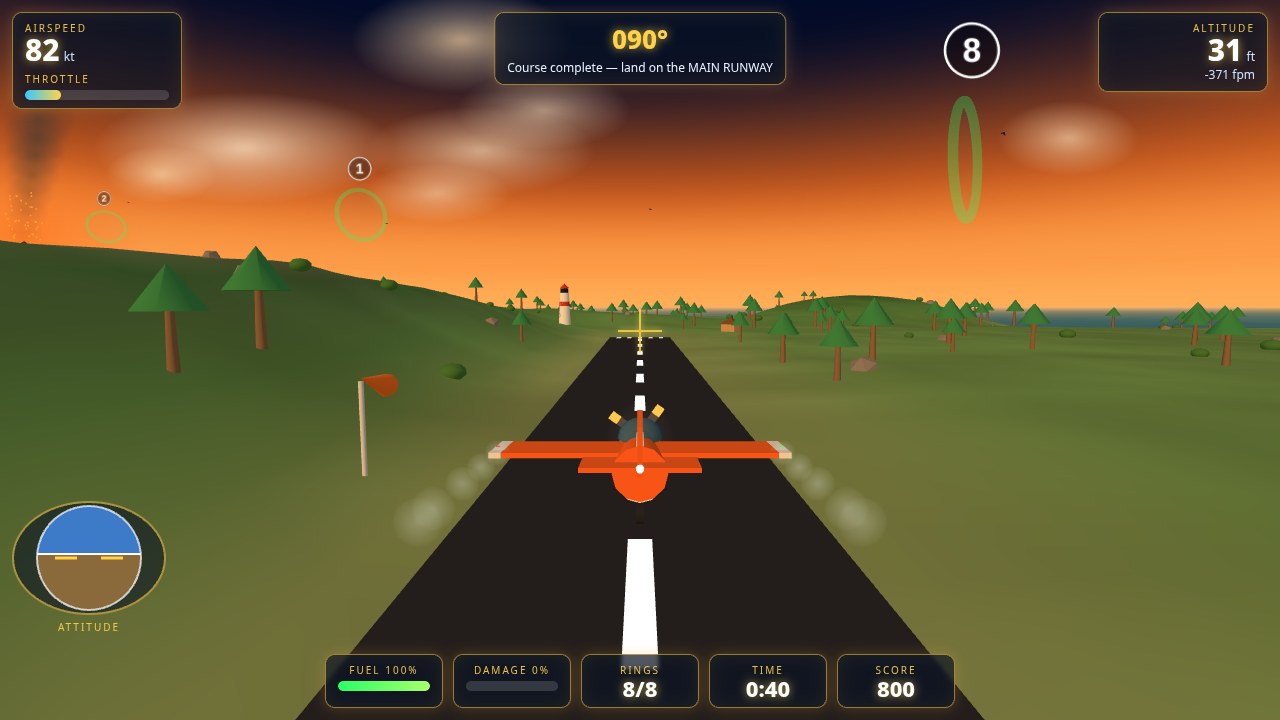 AIRSPEED
82 kt
THROTTLE
090°
Course complete — land on the MAIN RUNWAY
8
ALTITUDE
31 ft
-371 fpm
1
2
ATTITUDE
FUEL 100%
DAMAGE 0%
RINGS
8/8
TIME
0:40
SCORE
800